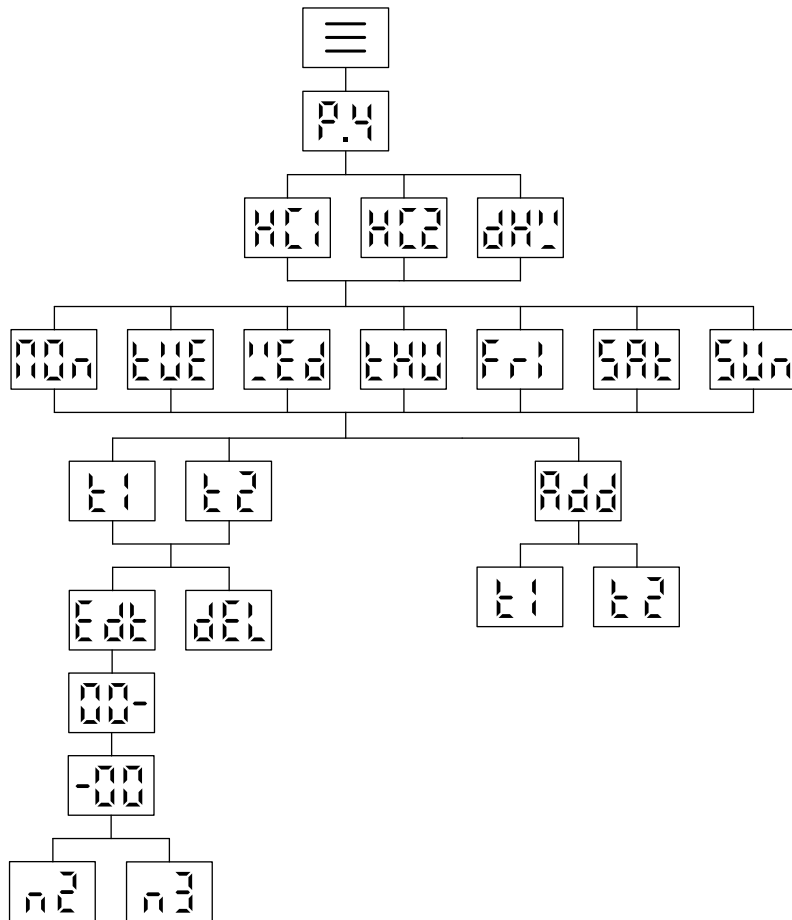 P.4
HC1 HC2 dHW
MOn tUE WEd tHU Fr1 SAt SUn
t1 t2 Add
Edt dEL t1 t2
00-
-00
n2 n3